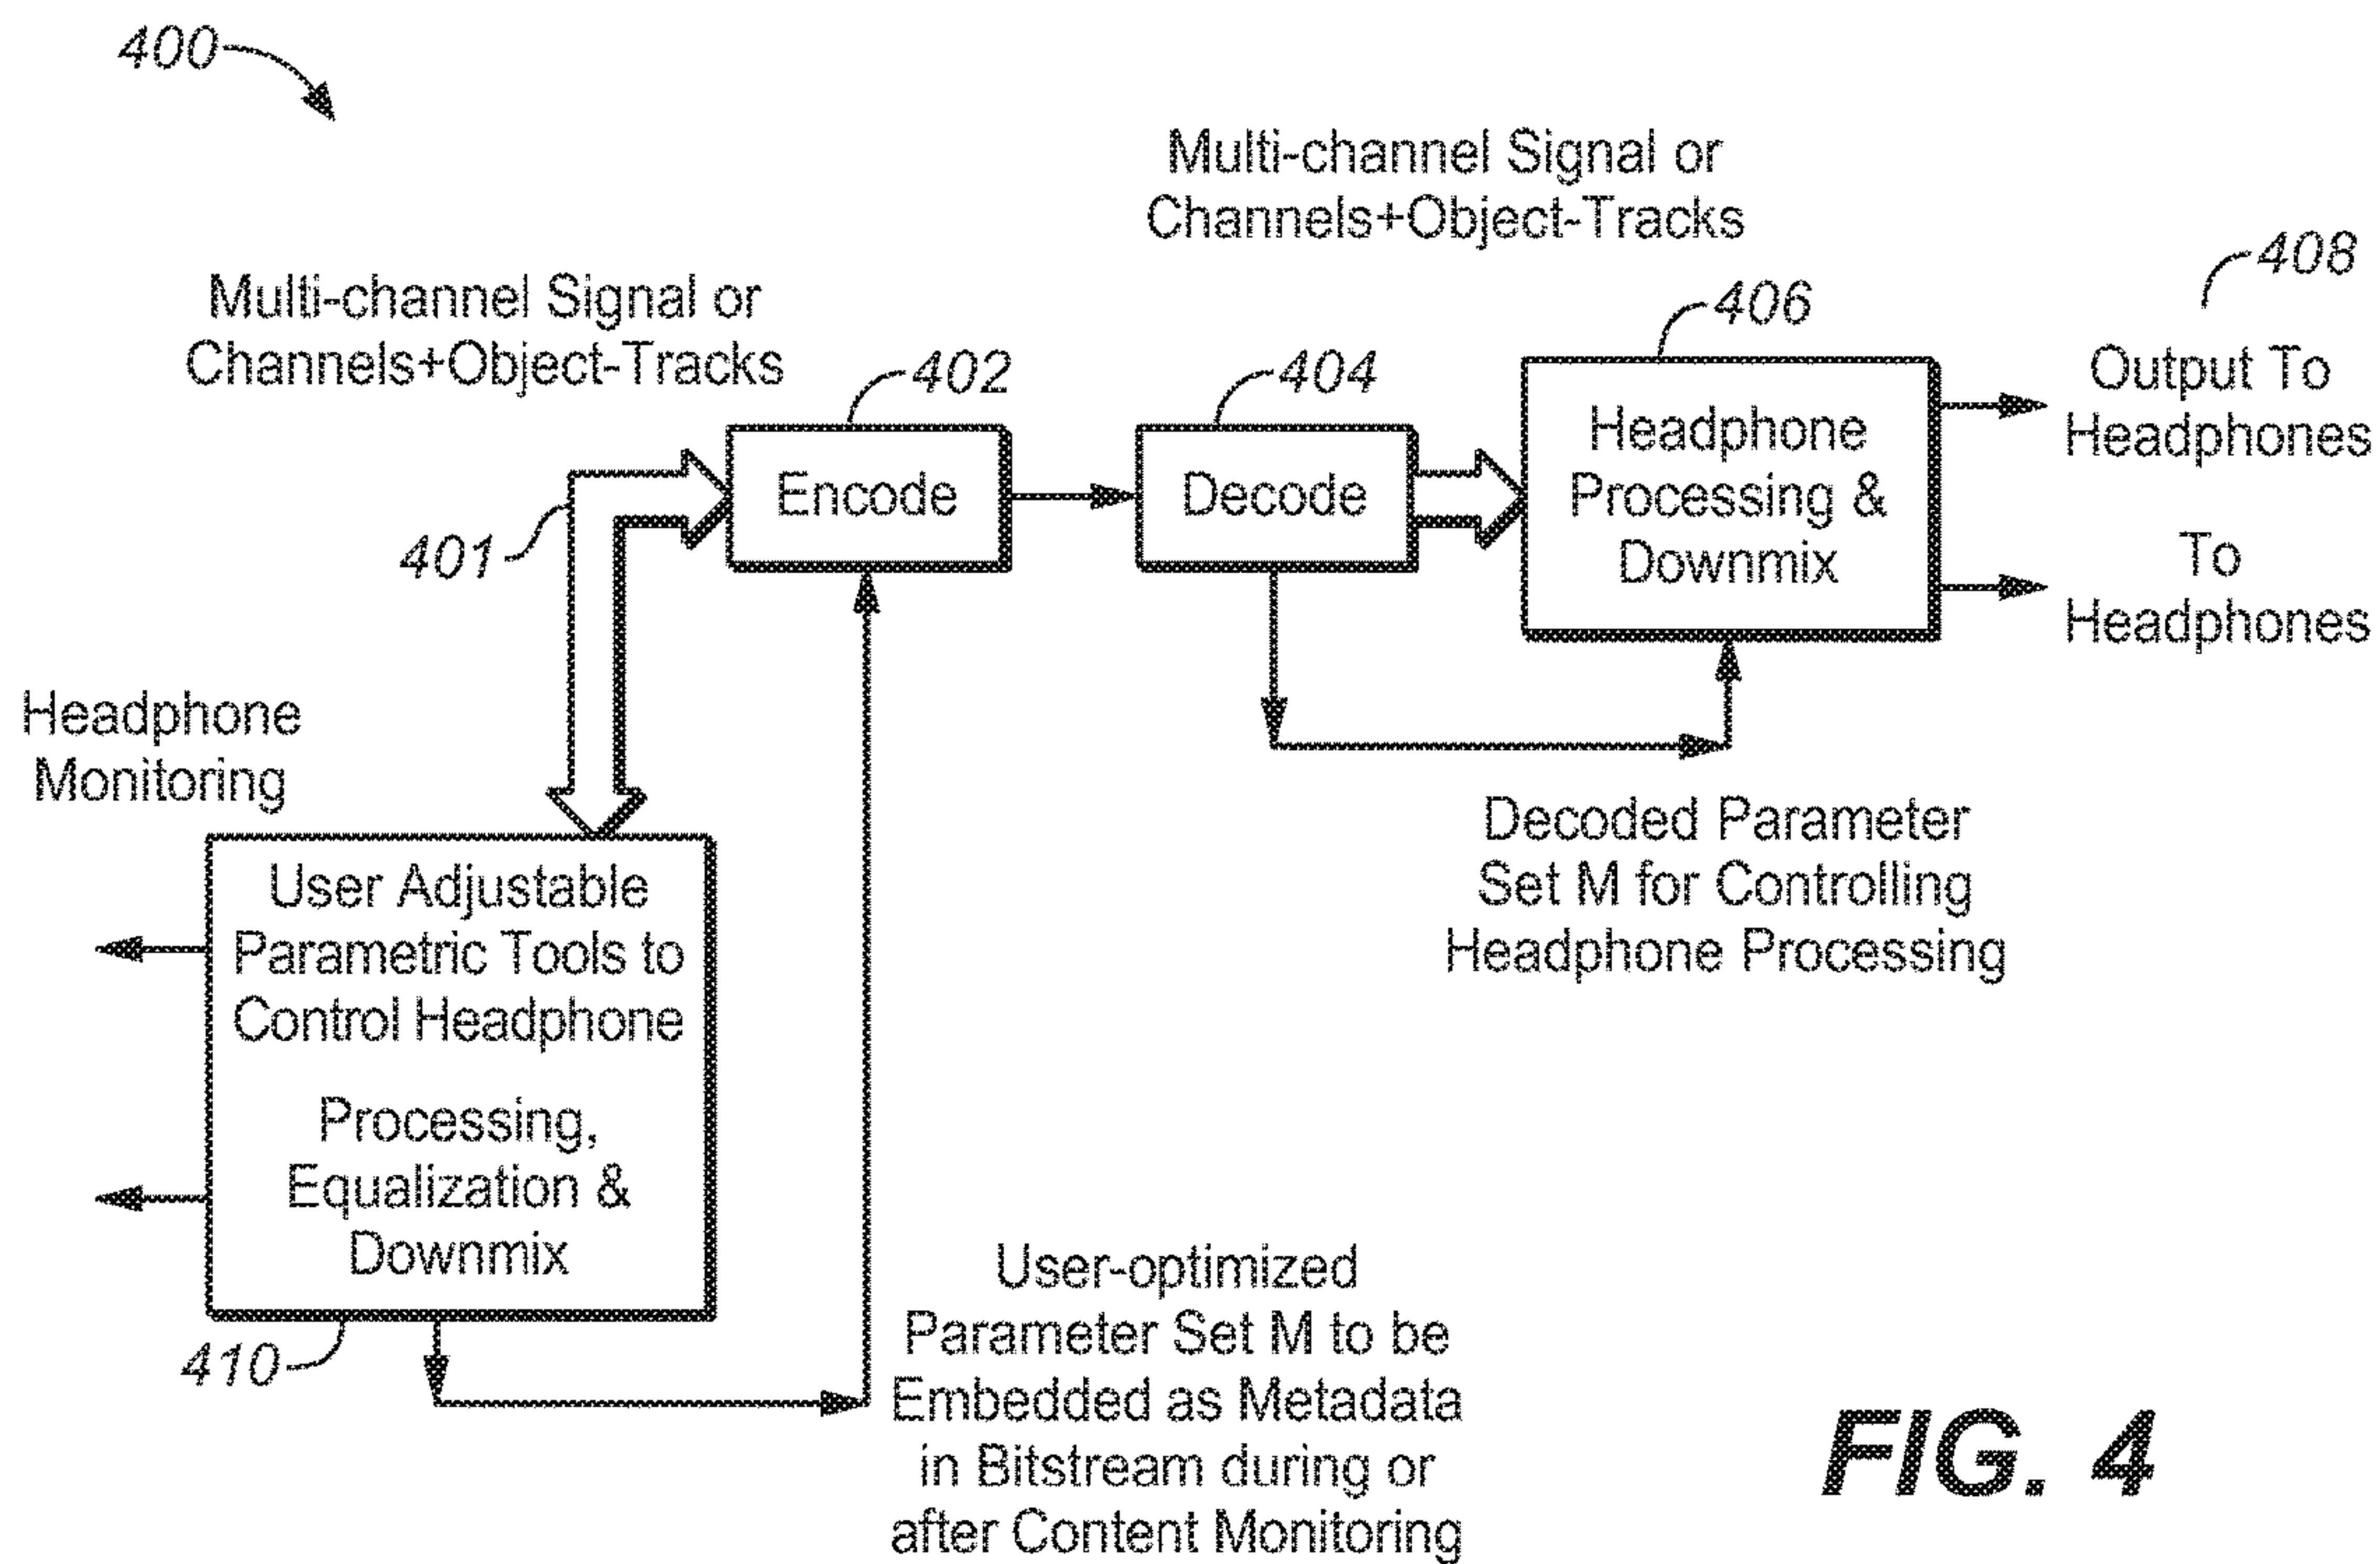 400
Multi-channel Signal or
Channels+Object-Tracks
408
Multi-channel Signal or
Channels+Object-Tracks
406
402
404
Output To
Headphones
Headphone
Processing &
Downmix
Encode
Decode
401
To
Headphones
Headphone
Monitoring
Decoded Parameter
Set M for Controlling
Headphone Processing
User Adjustable
Parametric Tools to
Control Headphone
Processing,
Equalization &
Downmix
410
User-optimized
Parameter Set M to be
Embedded as Metadata
in Bitstream during or
after Content Monitoring
FIG. 4